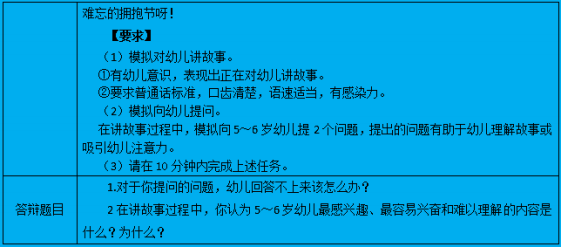 难忘的拥抱节呀!
【要求】
(1)模拟对幼儿讲故事。
①有幼儿意识,表现出正在对幼儿讲故事。
②要求普通话标准,口齿清楚,语速适当,有感染力。
(2)模拟向幼儿提问。
在讲故事过程中,模拟向5~6岁幼儿提2个问题,提出的问题有助于幼儿理解故事或
吸引幼儿注意力。
(3)请在10分钟内完成上述任务。
答辩题目
1.对于你提问的问题,幼儿回答不上来该怎么办?
2在讲故事过程中,你认为5~6岁幼儿最感兴趣、最容易兴奋和难以理解的内容是
什么?为什么?